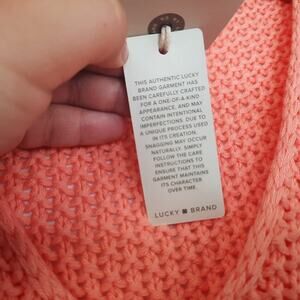 THIS AUTHENTIC LUCKY
BRAND GARMENT HAS
BEEN CAREFULLY CRAFTED
FOR A ONE-OF-A-KIND
APPEARANCE, AND MAY
CONTAIN INTENTIONAL
IMPERFECTIONS. DUE TO
A UNIQUE PROCESS USED
IN ITS CREATION,
SNAGGING MAY OCCUR
NATURALLY. SIMPLY
FOLLOW THE CARE
INSTRUCTIONS TO
ENSURE THAT THIS
GARMENT MAINTAINS
ITS CHARACTER
OVER TIME.
LUCKY BRAND